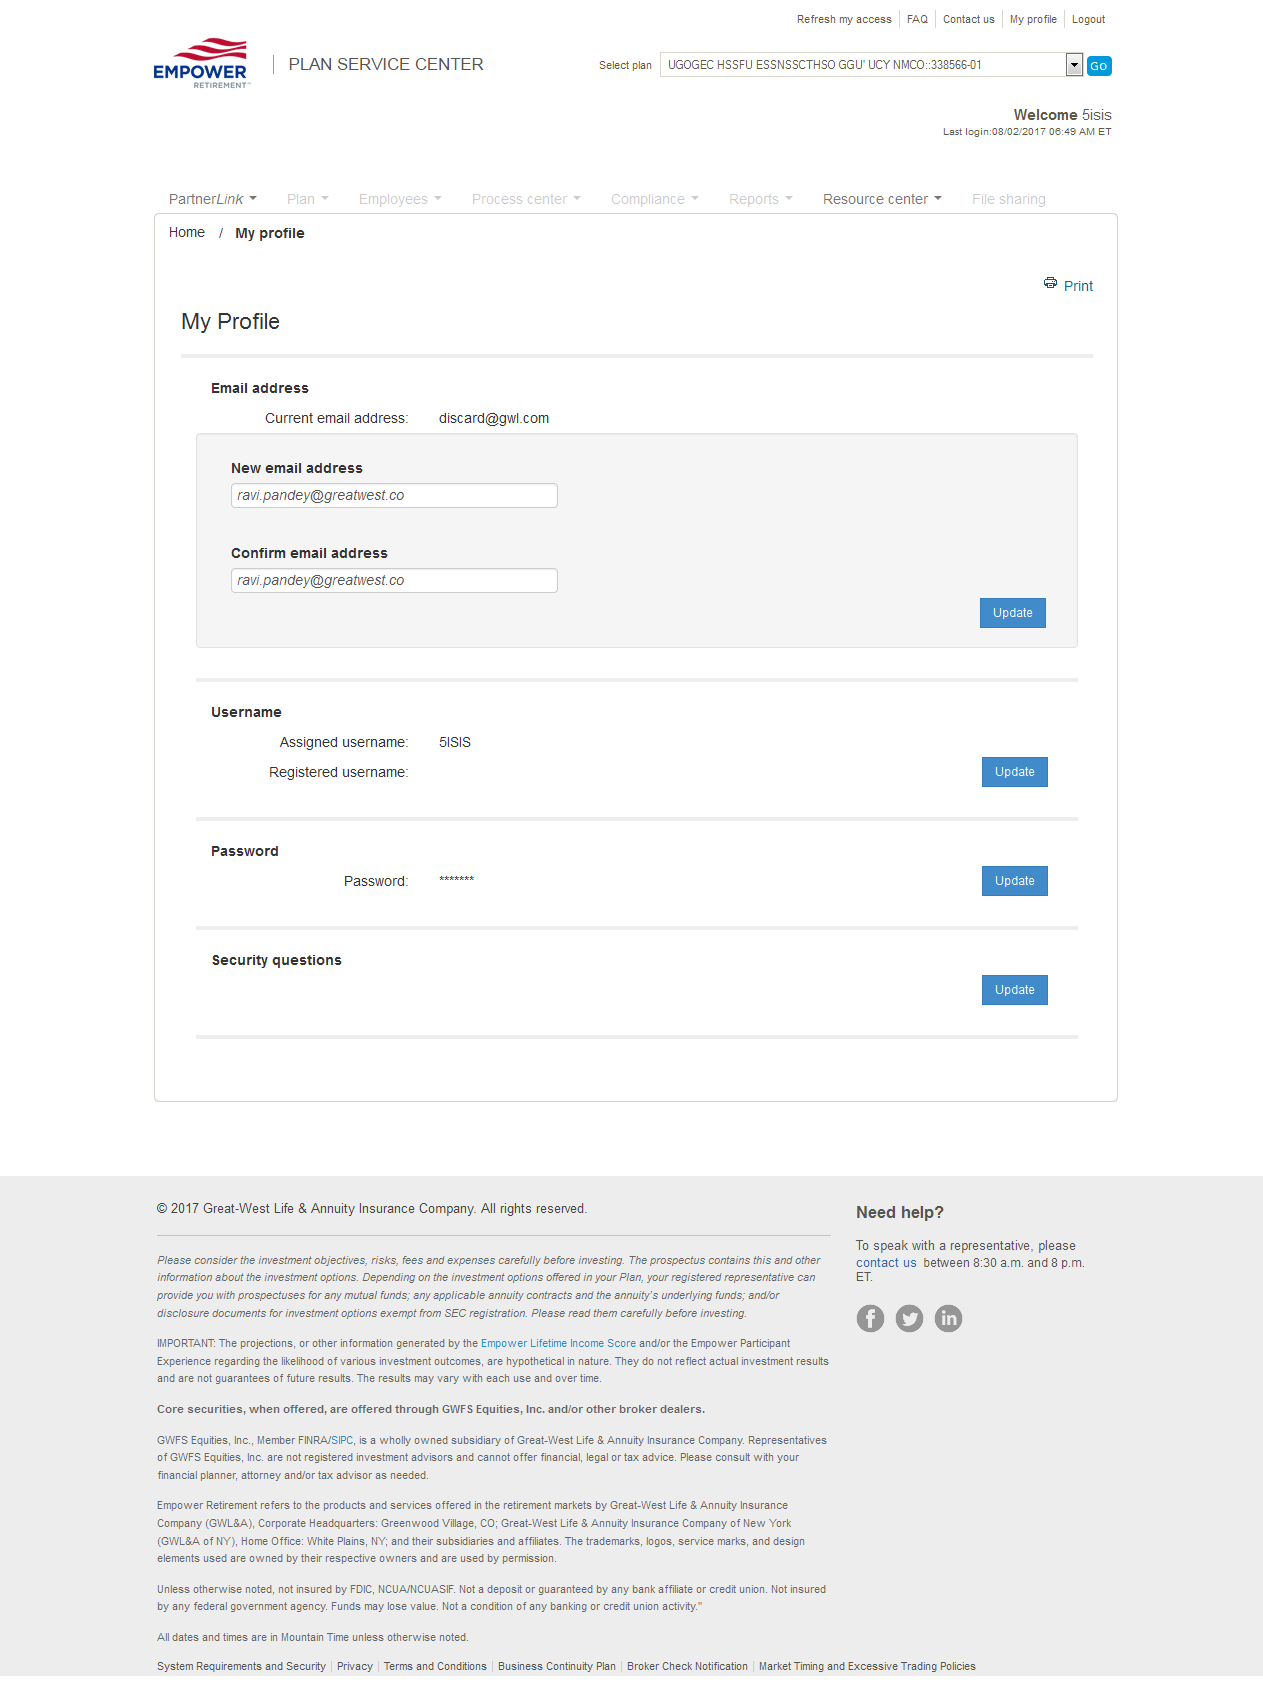 Refresh my access | FAQ | Contact us | My profile | Logout
EMPOWER
RETIREMENT™
PLAN SERVICE CENTER
Select plan
UGOGEC HSSFU ESSNSSCTHSO GGU' UCY NMCO::338566-01
Go
Welcome 5isis
Last login:08/02/2017 06:49 AM ET
PartnerLink Plan Employees Process center Compliance Reports Resource center File sharing
Home / My profile
Print
My Profile
Email address
Current email address: discard@gwl.com
New email address
ravi.pandey@greatwest.co
Confirm email address
ravi.pandey@greatwest.co
Update
Username
Assigned username: 5ISIS
Registered username:
Update
Password
Password: *******
Update
Security questions
Update
© 2017 Great-West Life & Annuity Insurance Company. All rights reserved.
Please consider the investment objectives, risks, fees and expenses carefully before investing. The prospectus contains this and other
information about the investment options. Depending on the investment options offered in your Plan, your registered representative can
provide you with prospectuses for any mutual funds; any applicable annuity contracts and the annuity's underlying funds; and/or
disclosure documents for investment options exempt from SEC registration. Please read them carefully before investing.
IMPORTANT: The projections, or other information generated by the Empower Lifetime Income Score and/or the Empower Participant
Experience regarding the likelihood of various investment outcomes, are hypothetical in nature. They do not reflect actual investment results
and are not guarantees of future results. The results may vary with each use and over time.
Core securities, when offered, are offered through GWFS Equities, Inc. and/or other broker dealers.
GWFS Equities, Inc., Member FINRA/SIPC, is a wholly owned subsidiary of Great-West Life & Annuity Insurance Company. Representatives
of GWFS Equities, Inc. are not registered investment advisors and cannot offer financial, legal or tax advice. Please consult with your
financial planner, attorney and/or tax advisor as needed.
Empower Retirement refers to the products and services offered in the retirement markets by Great-West Life & Annuity Insurance
Company (GWL&A), Corporate Headquarters: Greenwood Village, CO; Great-West Life & Annuity Insurance Company of New York
(GWL&A of NY), Home Office: White Plains, NY; and their subsidiaries and affiliates. The trademarks, logos, service marks, and design
elements used are owned by their respective owners and are used by permission.
Unless otherwise noted, not insured by FDIC, NCUA/NCUASIF. Not a deposit or guaranteed by any bank affiliate or credit union. Not insured
by any federal government agency. Funds may lose value. Not a condition of any banking or credit union activity."
All dates and times are in Mountain Time unless otherwise noted.
System Requirements and Security | Privacy | Terms and Conditions | Business Continuity Plan | Broker Check Notification | Market Timing and Excessive Trading Policies
Need help?
To speak with a representative, please
contact us between 8:30 a.m. and 8 p.m.
ET.